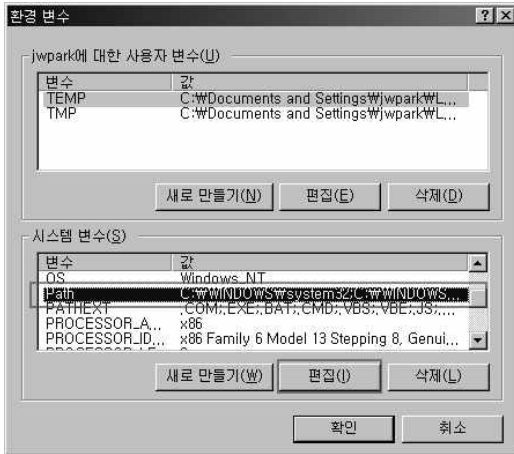 환경 변수
jwpark에 대한 사용자 변수(U)
변수 값
TEMP C:₩Documents and Settings₩jwpark₩L...
TMP C:₩Documents and Settings₩jwpark₩L...
새로 만들기(N) 편집(E) 삭제(D)
시스템 변수(S)
변수 값
OS Windows_NT
Path C:₩WINDOWS₩system32;C:₩WINDOWS...
PATHEXT .COM;.EXE;.BAT;.CMD;.VBS;.VBE;.JS;...
PROCESSOR_A... x86
PROCESSOR_ID... x86 Family 6 Model 13 Stepping 8, Genui...
새로 만들기(W) 편집(I) 삭제(L)
확인 취소